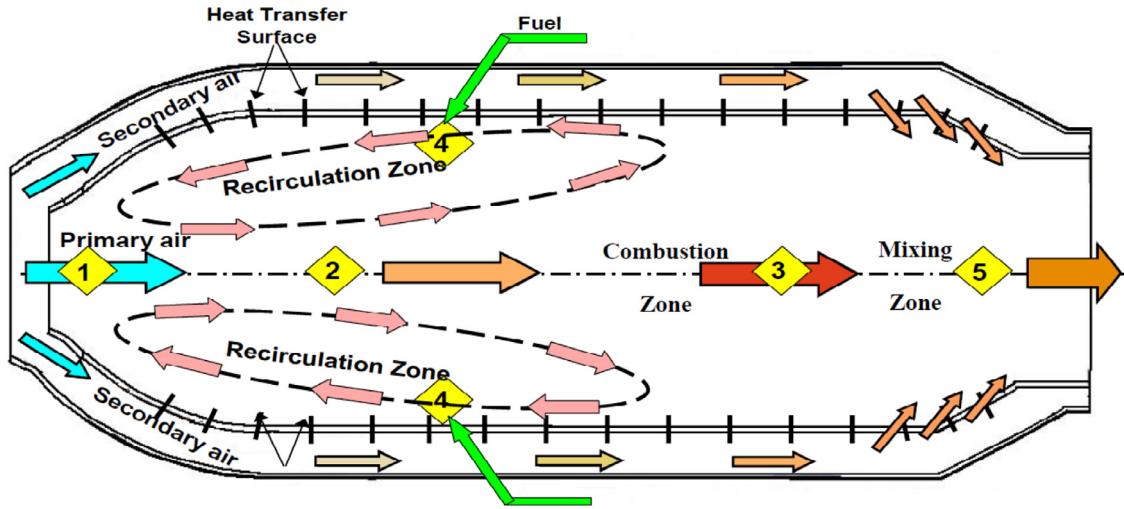 Heat Transfer
Surface
Fuel
Secondary air
4
Recirculation Zone
Primary air
1
2
Combustion
Zone
3
Mixing
Zone
5
Recirculation Zone
4
Secondary air